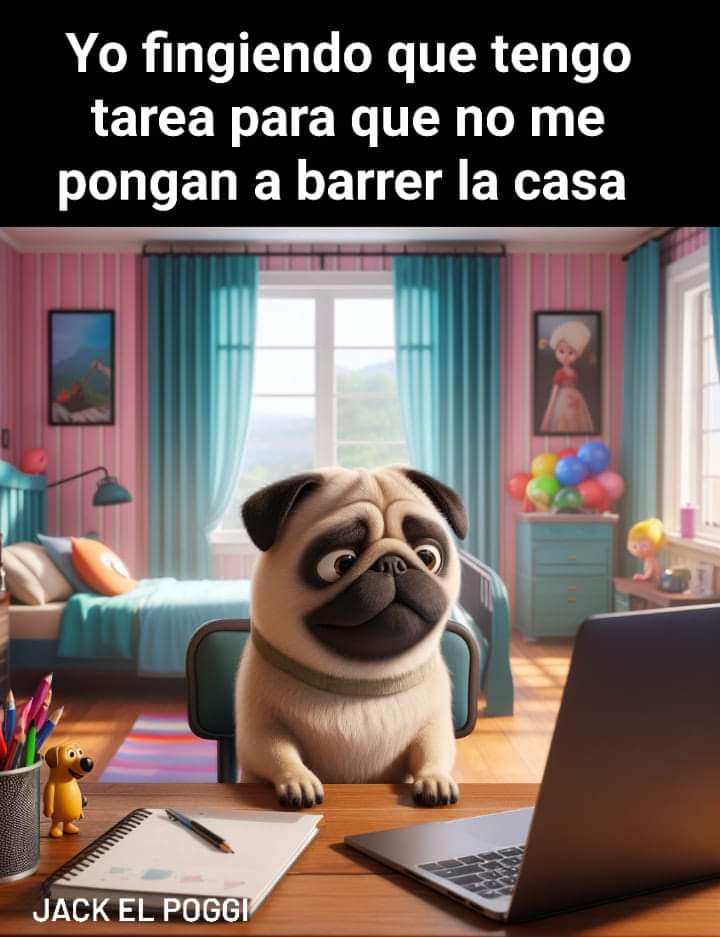 Yo fingiendo que tengo
tarea para que no me
pongan a barrer la casa
JACK EL POGGI